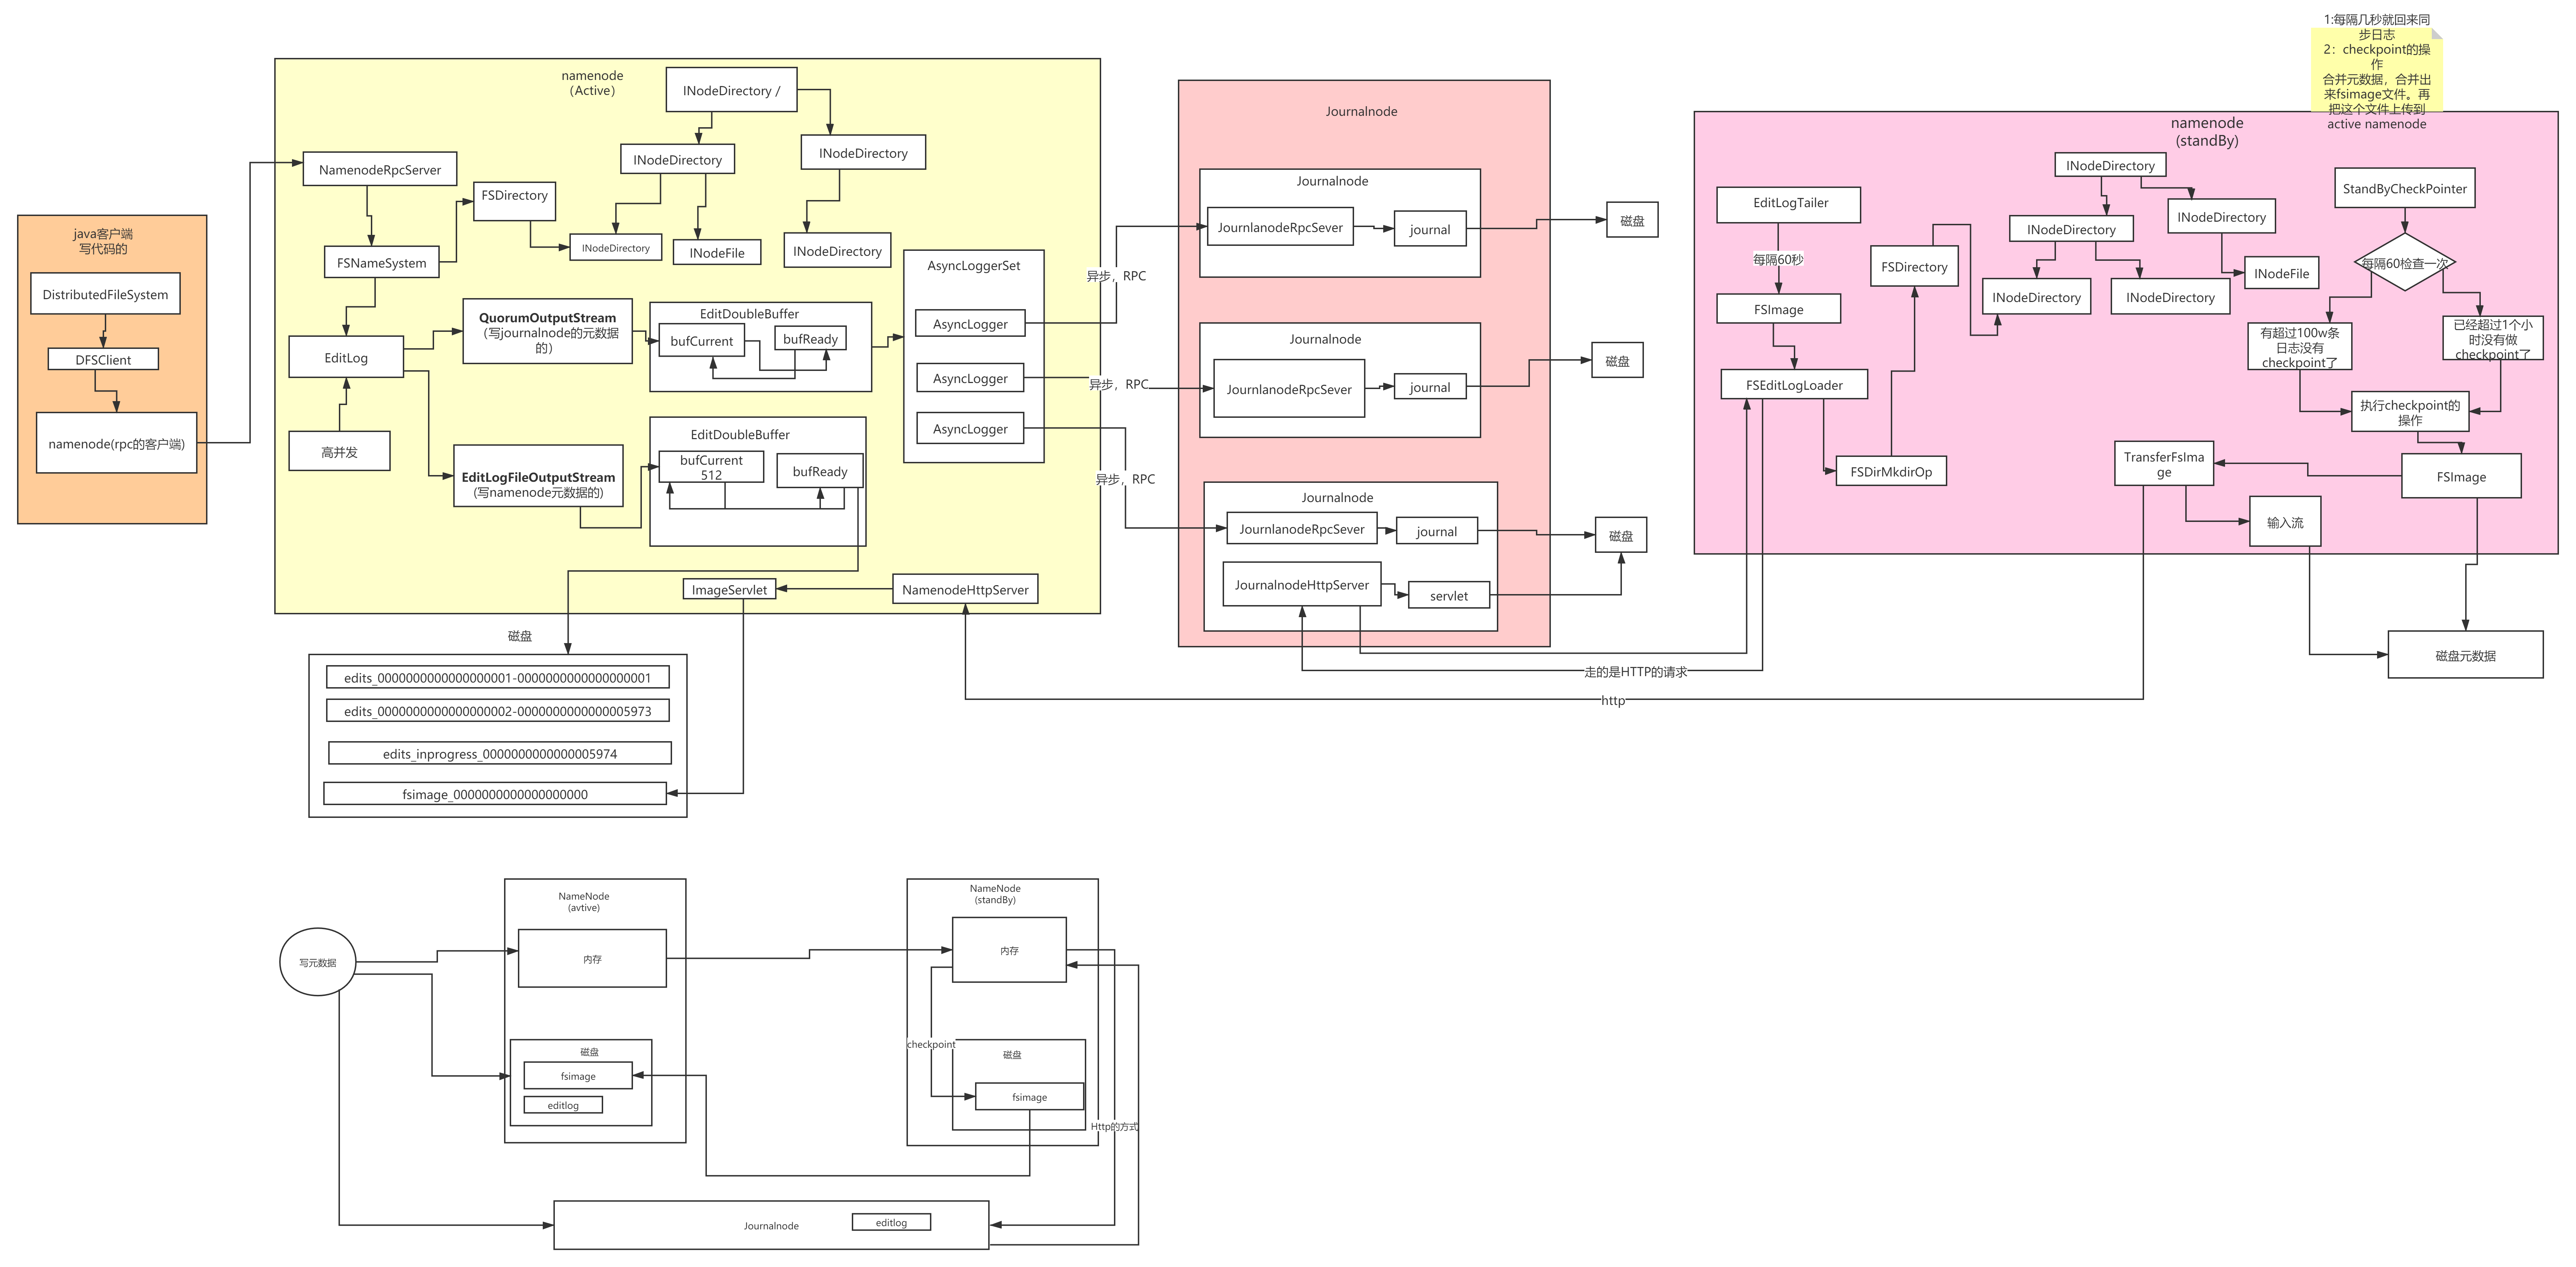 1:每隔几秒就回来同
步日志
2：checkpoint的操
作
合并元数据，合并出
来fsimage文件。再
把这个文件上传到
active namenode
java客户端
写代码的
DistributedFileSystem
DFSClient
namenode(rpc的客户端)
namenode
（Active）
INodeDirectory /
INodeDirectory
INodeDirectory
NamenodeRpcServer
FSDirectory
INodeDirectory
INodeFile
INodeDirectory
FSNameSystem
EditLog
高并发
QuorumOutputStream
（写journalnode的元数据
的）
EditDoubleBuffer
bufCurrent
bufReady
EditLogFileOutputStream
(写namenode元数据的)
EditDoubleBuffer
bufCurrent
512
bufReady
AsyncLoggerSet
AsyncLogger
AsyncLogger
AsyncLogger
ImageServlet
NamenodeHttpServer
异步，RPC
异步，RPC
异步，RPC
磁盘
edits_0000000000000000001-0000000000000000001
edits_0000000000000000002-0000000000000005973
edits_inprogress_0000000000000005974
fsimage_0000000000000000000
Journalnode
Journalnode
JournlanodeRpcSever
journal
磁盘
Journalnode
JournlanodeRpcSever
journal
磁盘
Journalnode
JournlanodeRpcSever
journal
磁盘
JournalnodeHttpServer
servlet
走的是HTTP的请求
http
namenode
(standBy)
EditLogTailer
每隔60秒
FSImage
FSEditLogLoader
FSDirMkdirOp
FSDirectory
INodeDirectory
INodeDirectory
INodeDirectory
INodeDirectory
INodeDirectory
INodeFile
StandByCheckPointer
每隔60检查一次
有超过100w条
日志没有
checkpoint了
已经超过1个小
时没有做
checkpoint了
执行checkpoint的
操作
FSImage
TransferFsIma
ge
输入流
磁盘元数据
写元数据
NameNode
(avtive)
内存
磁盘
fsimage
editlog
NameNode
(standBy)
内存
checkpoint
磁盘
fsimage
Http的方式
Journalnode
editlog